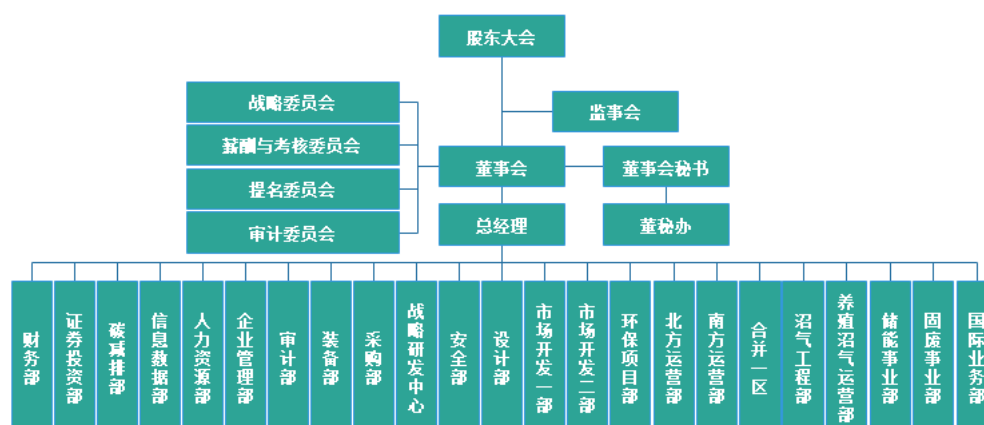 股东大会
战略委员会
监事会
薪酬与考核委员会
董事会
董事会秘书
提名委员会
审计委员会
总经理
董秘办
财务部
证券投资部
碳减排部
信息数据部
人力资源部
企业管理部
审计部
装备部
采购部
战略研发中心
安全部
设计部
市场开发一部
市场开发二部
环保项目部
北方运营部
南方运营部
合并一区
沼气工程部
养殖沼气运营部
储能事业部
固废事业部
国际业务部